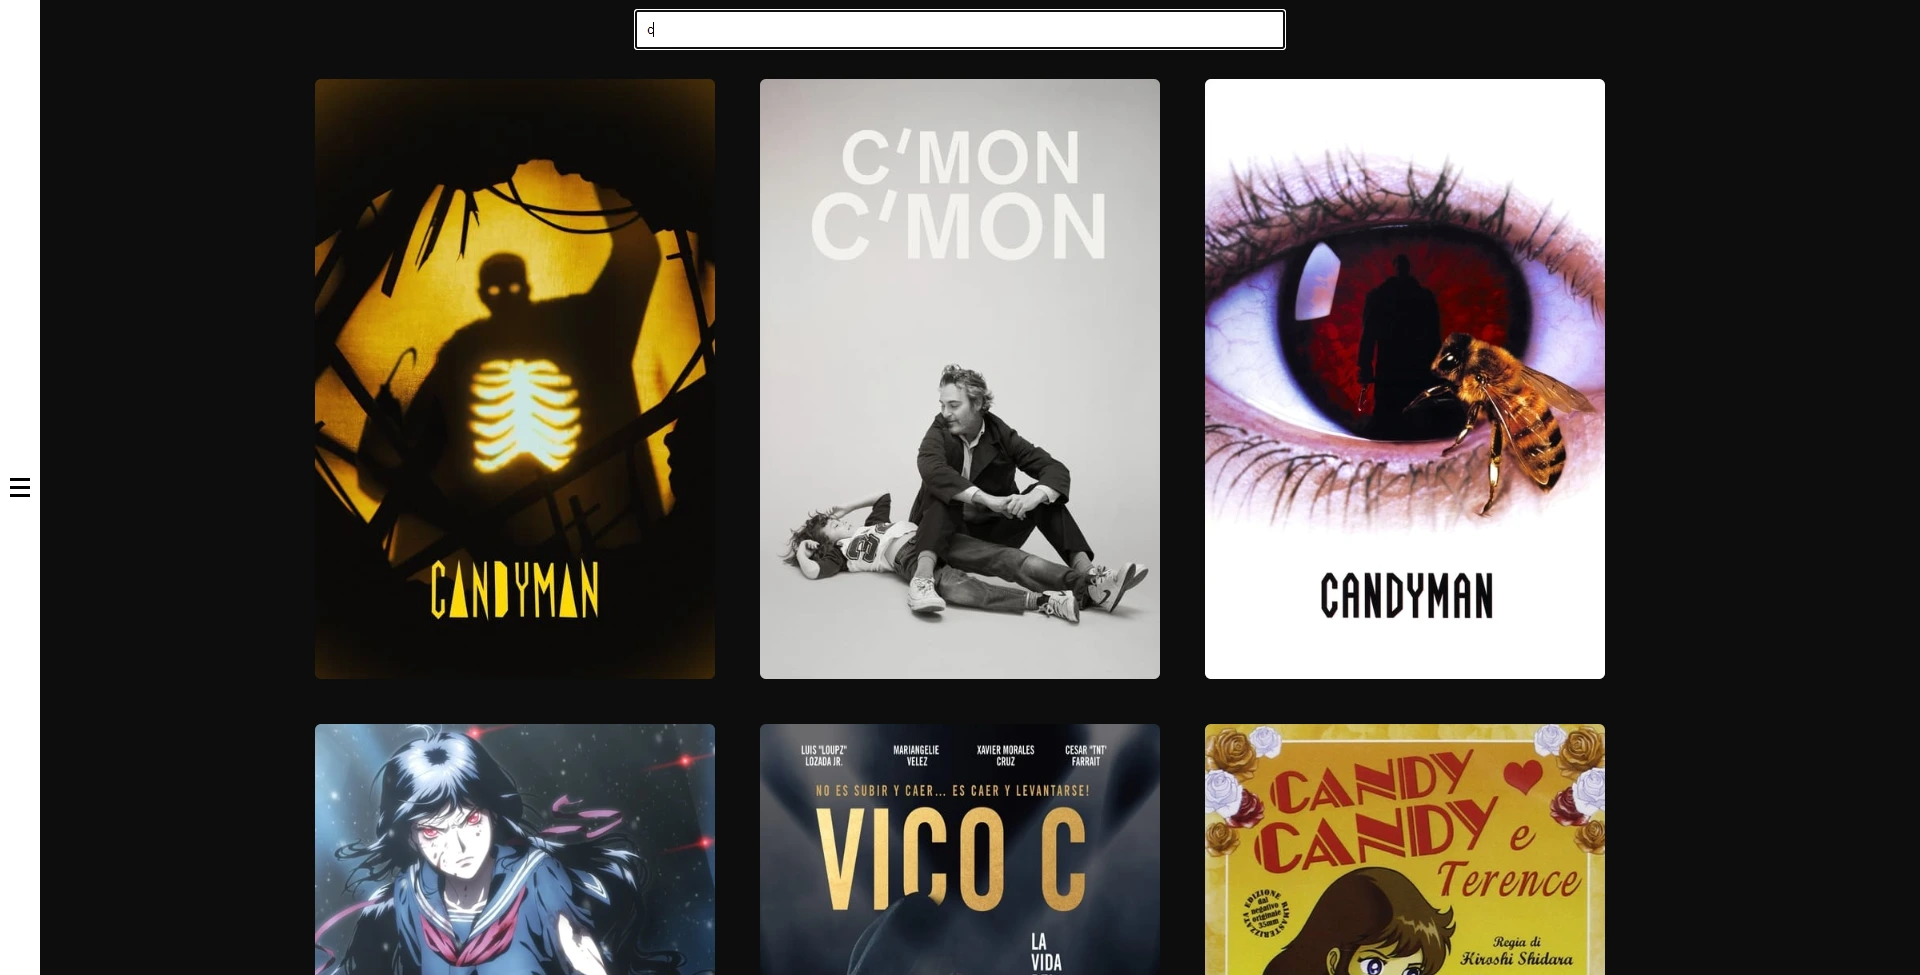 c
C'MON
C'MON
CANDYMAN
CANDYMAN
LUIS "LOUPZ"
LOZADA JR.
MARIANGELIE
VELEZ
XAVIER MORALES
CRUZ
CESAR "TNT"
FARRAIT
NO ES SUBIR Y CAER... ES CAER Y LEVANTARSE!
VICO C
LA
VIDA
CANDY
CANDY e
Terence
EDIZIONE RIMASTERIZZATA
dal
negativo
originale
35mm
Regia di
Hiroshi Shidara